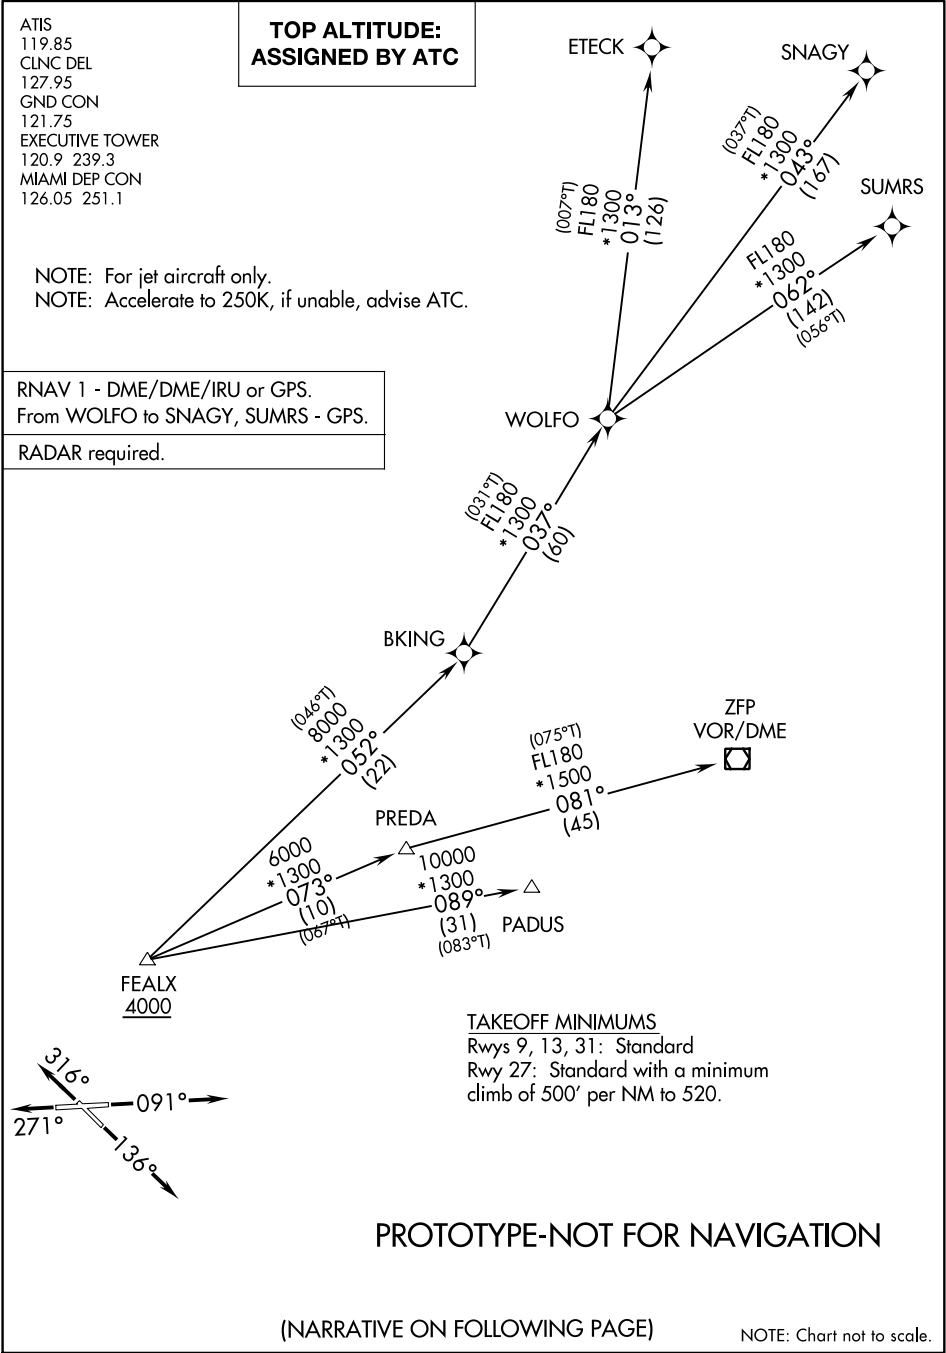 ATIS
119.85
CLNC DEL
127.95
GND CON
121.75
EXECUTIVE TOWER
120.9 239.3
MIAMI DEP CON
126.05 251.1
TOP ALTITUDE:
ASSIGNED BY ATC
NOTE: For jet aircraft only.
NOTE: Accelerate to 250K, if unable, advise ATC.
RNAV 1 - DME/DME/IRU or GPS.
From WOLFO to SNAGY, SUMRS - GPS.
RADAR required.
ETECK
SNAGY
SUMRS
(007°T)
FL180
*1300
013°
(126)
(037°T)
FL180
*1300
043°
(167)
FL180
*1300
062°
(142)
(056°T)
WOLFO
(031°T)
FL180
*1300
037°
(60)
BKING
(046°T)
8000
*1300
052°
(22)
ZFP
VOR/DME
(075°T)
FL180
*1500
081°
(45)
PREDA
6000
*1300
073°
(10)
(067°T)
10000
*1300
089°
(31)
(083°T)
PADUS
FEALX
4000
TAKEOFF MINIMUMS
Rwys 9, 13, 31: Standard
Rwy 27: Standard with a minimum
climb of 500' per NM to 520.
316°
091°
271°
136°
PROTOTYPE-NOT FOR NAVIGATION
(NARRATIVE ON FOLLOWING PAGE)
NOTE: Chart not to scale.